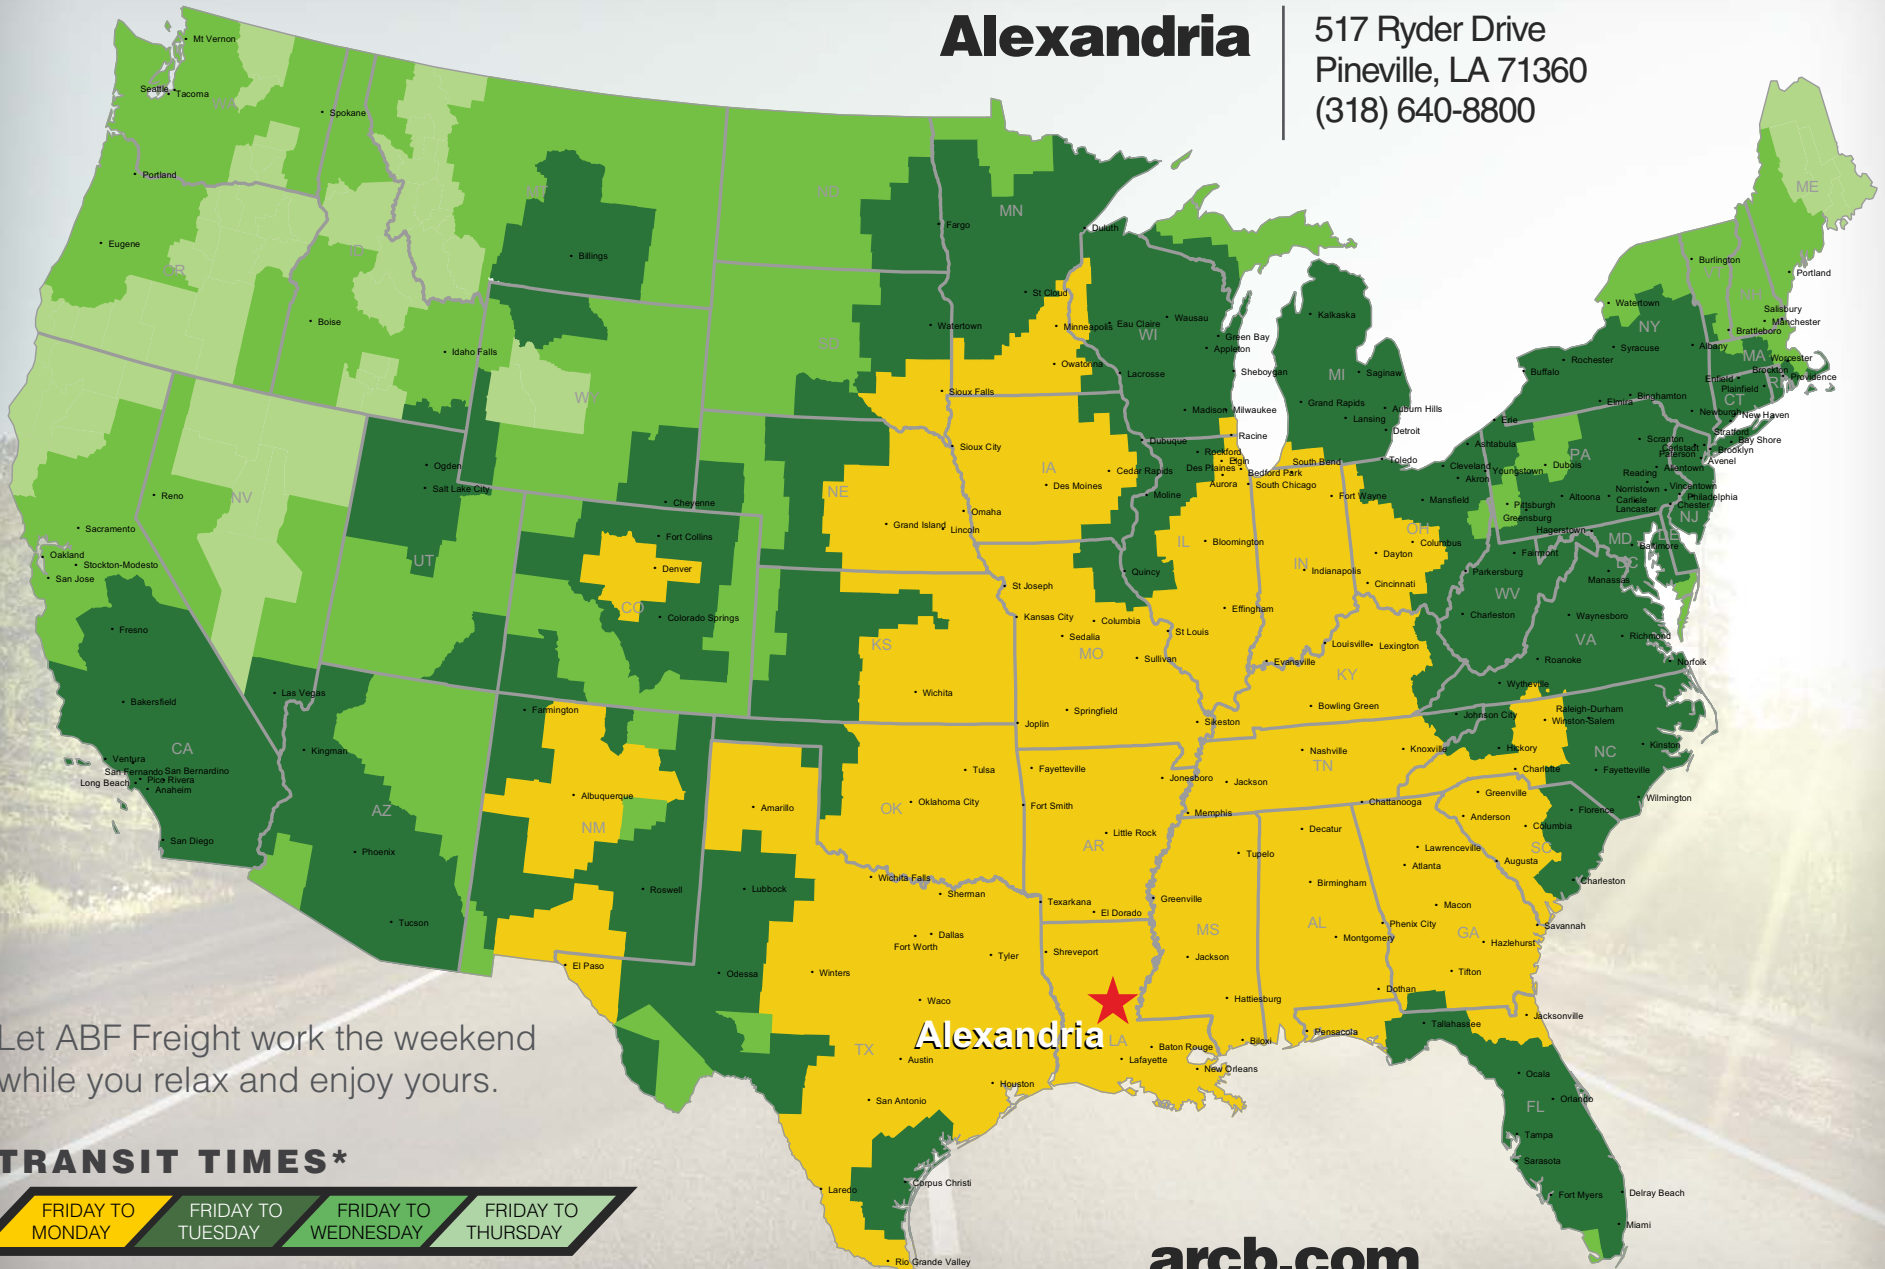 Alexandria
517 Ryder Drive
Pineville, LA 71360
(318) 640-8800
Mt Vernon
Seattle
Tacoma
WA
Spokane
Portland
Eugene
OR
Boise
ID
Idaho Falls
MT
Billings
ND
Fargo
MN
Duluth
St Cloud
Minneapolis
Owatonna
SD
Watertown
Sioux Falls
WY
Cheyenne
NE
Grand Island
Lincoln
Omaha
Sioux City
IA
Des Moines
Cedar Rapids
Dubuque
WI
Eau Claire
Wausau
Green Bay
Appleton
Sheboygan
Lacrosse
Madison
Milwaukee
Racine
MI
Kalkaska
Saginaw
Grand Rapids
Lansing
Auburn Hills
Detroit
IL
Rockford
Elgin
Des Plaines
Bedford Park
Aurora
South Chicago
Moline
Bloomington
Quincy
Effingham
IN
South Bend
Fort Wayne
Indianapolis
Evansville
OH
Toledo
Cleveland
Ashtabula
Youngstown
Akron
Mansfield
Columbus
Dayton
Cincinnati
PA
Erie
Dubois
Pittsburgh
Greensburg
Altoona
Scranton
Reading
Allentown
Norristown
Carlisle
Lancaster
Philadelphia
Chester
NJ
Vincentown
Carlstadt
Paterson
Avenel
NY
Watertown
Syracuse
Rochester
Buffalo
Elmira
Binghamton
Albany
Newburgh
Bay Shore
Brooklyn
VT
Burlington
Brattleboro
NH
Salisbury
Manchester
ME
Portland
MA
Worcester
Brockton
RI
Providence
CT
Enfield
Plainfield
New Haven
Stratford
MD
Hagerstown
Baltimore
DE
DC
Manassas
WV
Fairmont
Parkersburg
Charleston
VA
Waynesboro
Richmond
Roanoke
Norfolk
Wytheville
KY
Louisville
Lexington
Bowling Green
TN
Nashville
Knoxville
Johnson City
Jackson
Memphis
Chattanooga
NC
Raleigh-Durham
Winston-Salem
Hickory
Charlotte
Kinston
Fayetteville
Wilmington
SC
Greenville
Anderson
Florence
Columbia
Charleston
GA
Lawrenceville
Atlanta
Augusta
Macon
Savannah
Hazlehurst
Tifton
AL
Decatur
Birmingham
Phenix City
Montgomery
Dothan
MS
Tupelo
Greenville
Jackson
Hattiesburg
Biloxi
FL
Pensacola
Tallahassee
Jacksonville
Ocala
Orlando
Tampa
Sarasota
Fort Myers
Delray Beach
Miami
MO
St Joseph
Kansas City
Columbia
Sedalia
St Louis
Sullivan
Springfield
Joplin
Sikeston
KS
Wichita
AR
Fayetteville
Jonesboro
Fort Smith
Little Rock
El Dorado
Texarkana
OK
Tulsa
Oklahoma City
CO
Fort Collins
Denver
Colorado Springs
UT
Ogden
Salt Lake City
NV
Reno
Las Vegas
CA
Sacramento
Oakland
Stockton-Modesto
San Jose
Fresno
Bakersfield
Ventura
San Fernando
San Bernardino
Long Beach
Pico Rivera
Anaheim
San Diego
AZ
Kingman
Phoenix
Tucson
NM
Farmington
Albuquerque
Roswell
TX
Amarillo
Lubbock
Wichita Falls
Sherman
Dallas
Fort Worth
Tyler
El Paso
Odessa
Winters
Waco
Austin
Houston
San Antonio
Corpus Christi
Laredo
Rio Grande Valley
Shreveport
Alexandria
LA
Baton Rouge
Lafayette
New Orleans
Let ABF Freight work the weekend
while you relax and enjoy yours.
TRANSIT TIMES*
FRIDAY TO
MONDAY
FRIDAY TO
TUESDAY
FRIDAY TO
WEDNESDAY
FRIDAY TO
THURSDAY
arcb.com